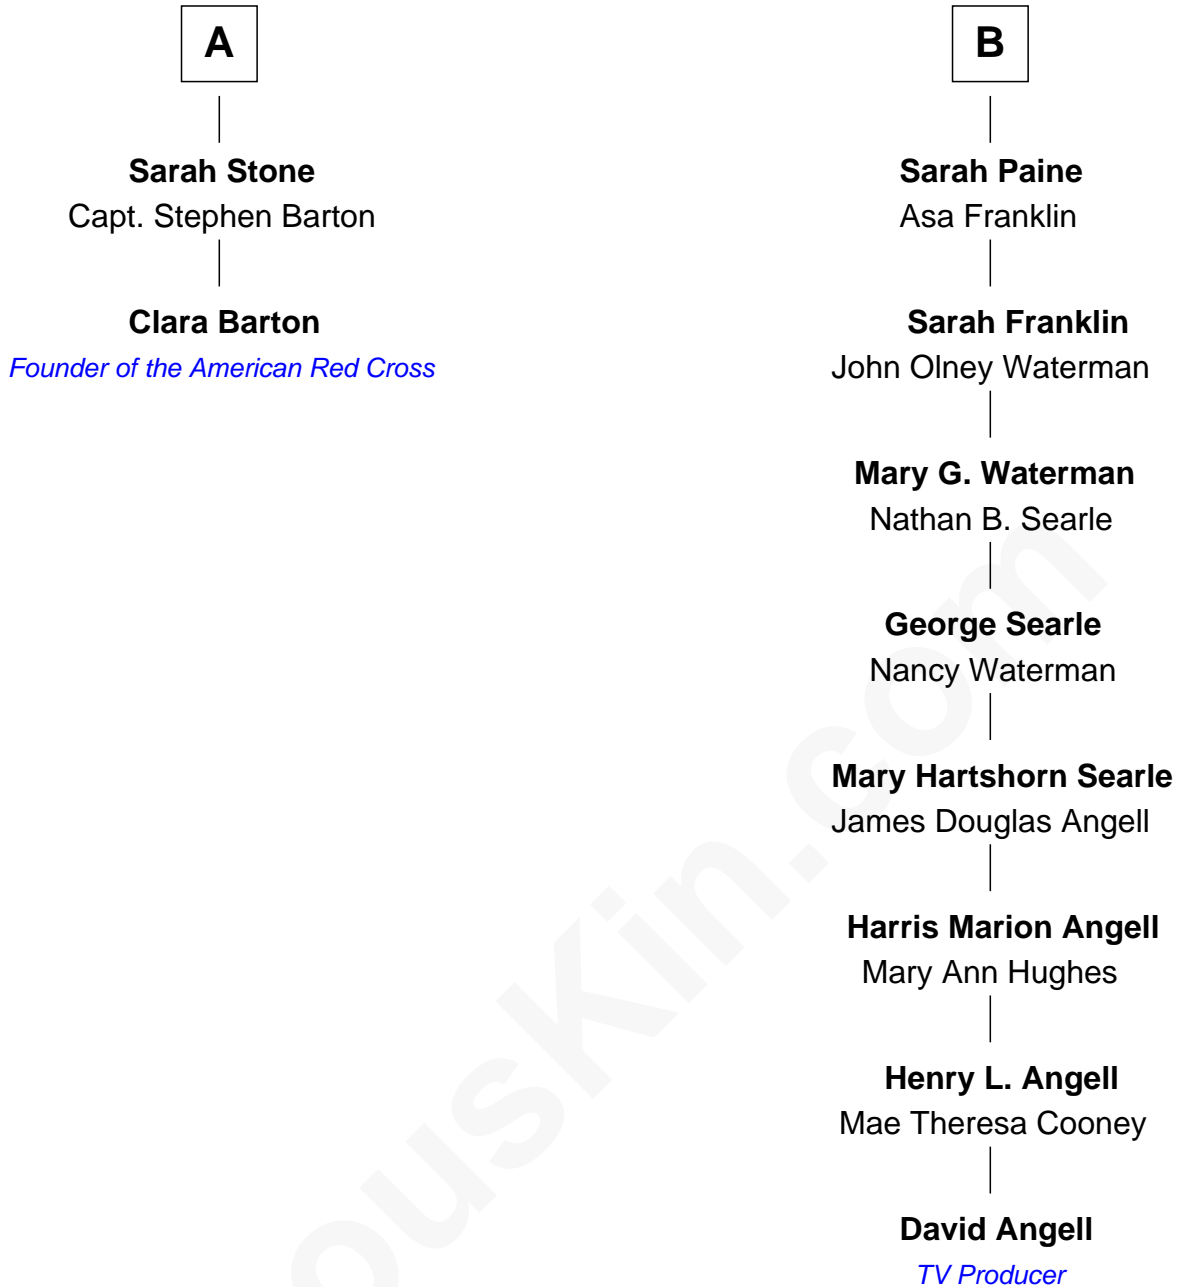 A
Sarah Stone
Capt. Stephen Barton
Clara Barton
Founder of the American Red Cross
B
Sarah Paine
Asa Franklin
Sarah Franklin
John Olney Waterman
Mary G. Waterman
Nathan B. Searle
George Searle
Nancy Waterman
Mary Hartshorn Searle
James Douglas Angell
Harris Marion Angell
Mary Ann Hughes
Henry L. Angell
Mae Theresa Cooney
David Angell
TV Producer
ousKin.com